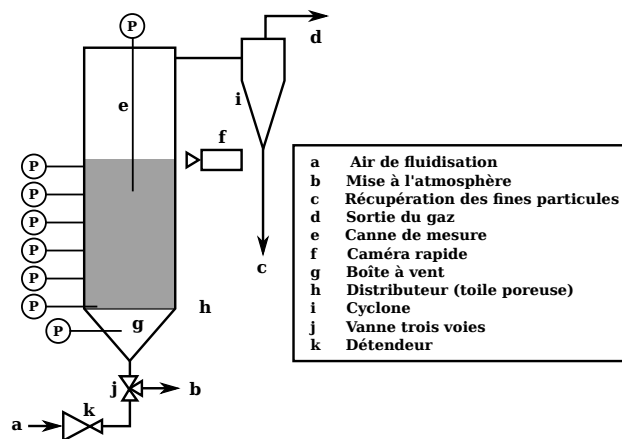 P
d
e
i
f
P
P
P
P
P
P
c
h
g
P
j
b
k
a
a Air de fluidisation
b Mise à l'atmosphère
c Récupération des fines particules
d Sortie du gaz
e Canne de mesure
f Caméra rapide
g Boîte à vent
h Distributeur (toile poreuse)
i Cyclone
j Vanne trois voies
k Détendeur